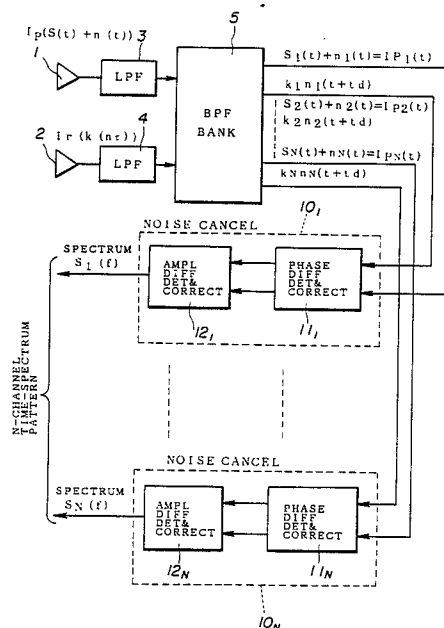 Ip(S(t)+n(t))
1
3
LPF
5
BPF
BANK
S1(t)+n1(t)=IP1(t)
k1n1(t+td)
S2(t)+n2(t)=IP2(t)
k2n2(t+td)
SN(t)+nN(t)=IPN(t)
kNnN(t+td)
2
Ir(k(nτ))
4
LPF
NOISE CANCEL
101
SPECTRUM
S1(f)
AMPL
DIFF
DET&
CORRECT
121
PHASE
DIFF
DET&
CORRECT
111
N-CHANNEL
TIME-SPECTRUM
PATTERN
NOISE CANCEL
SPECTRUM
SN(f)
AMPL
DIFF
DET&
CORRECT
12N
PHASE
DIFF
DET&
CORRECT
11N
10N